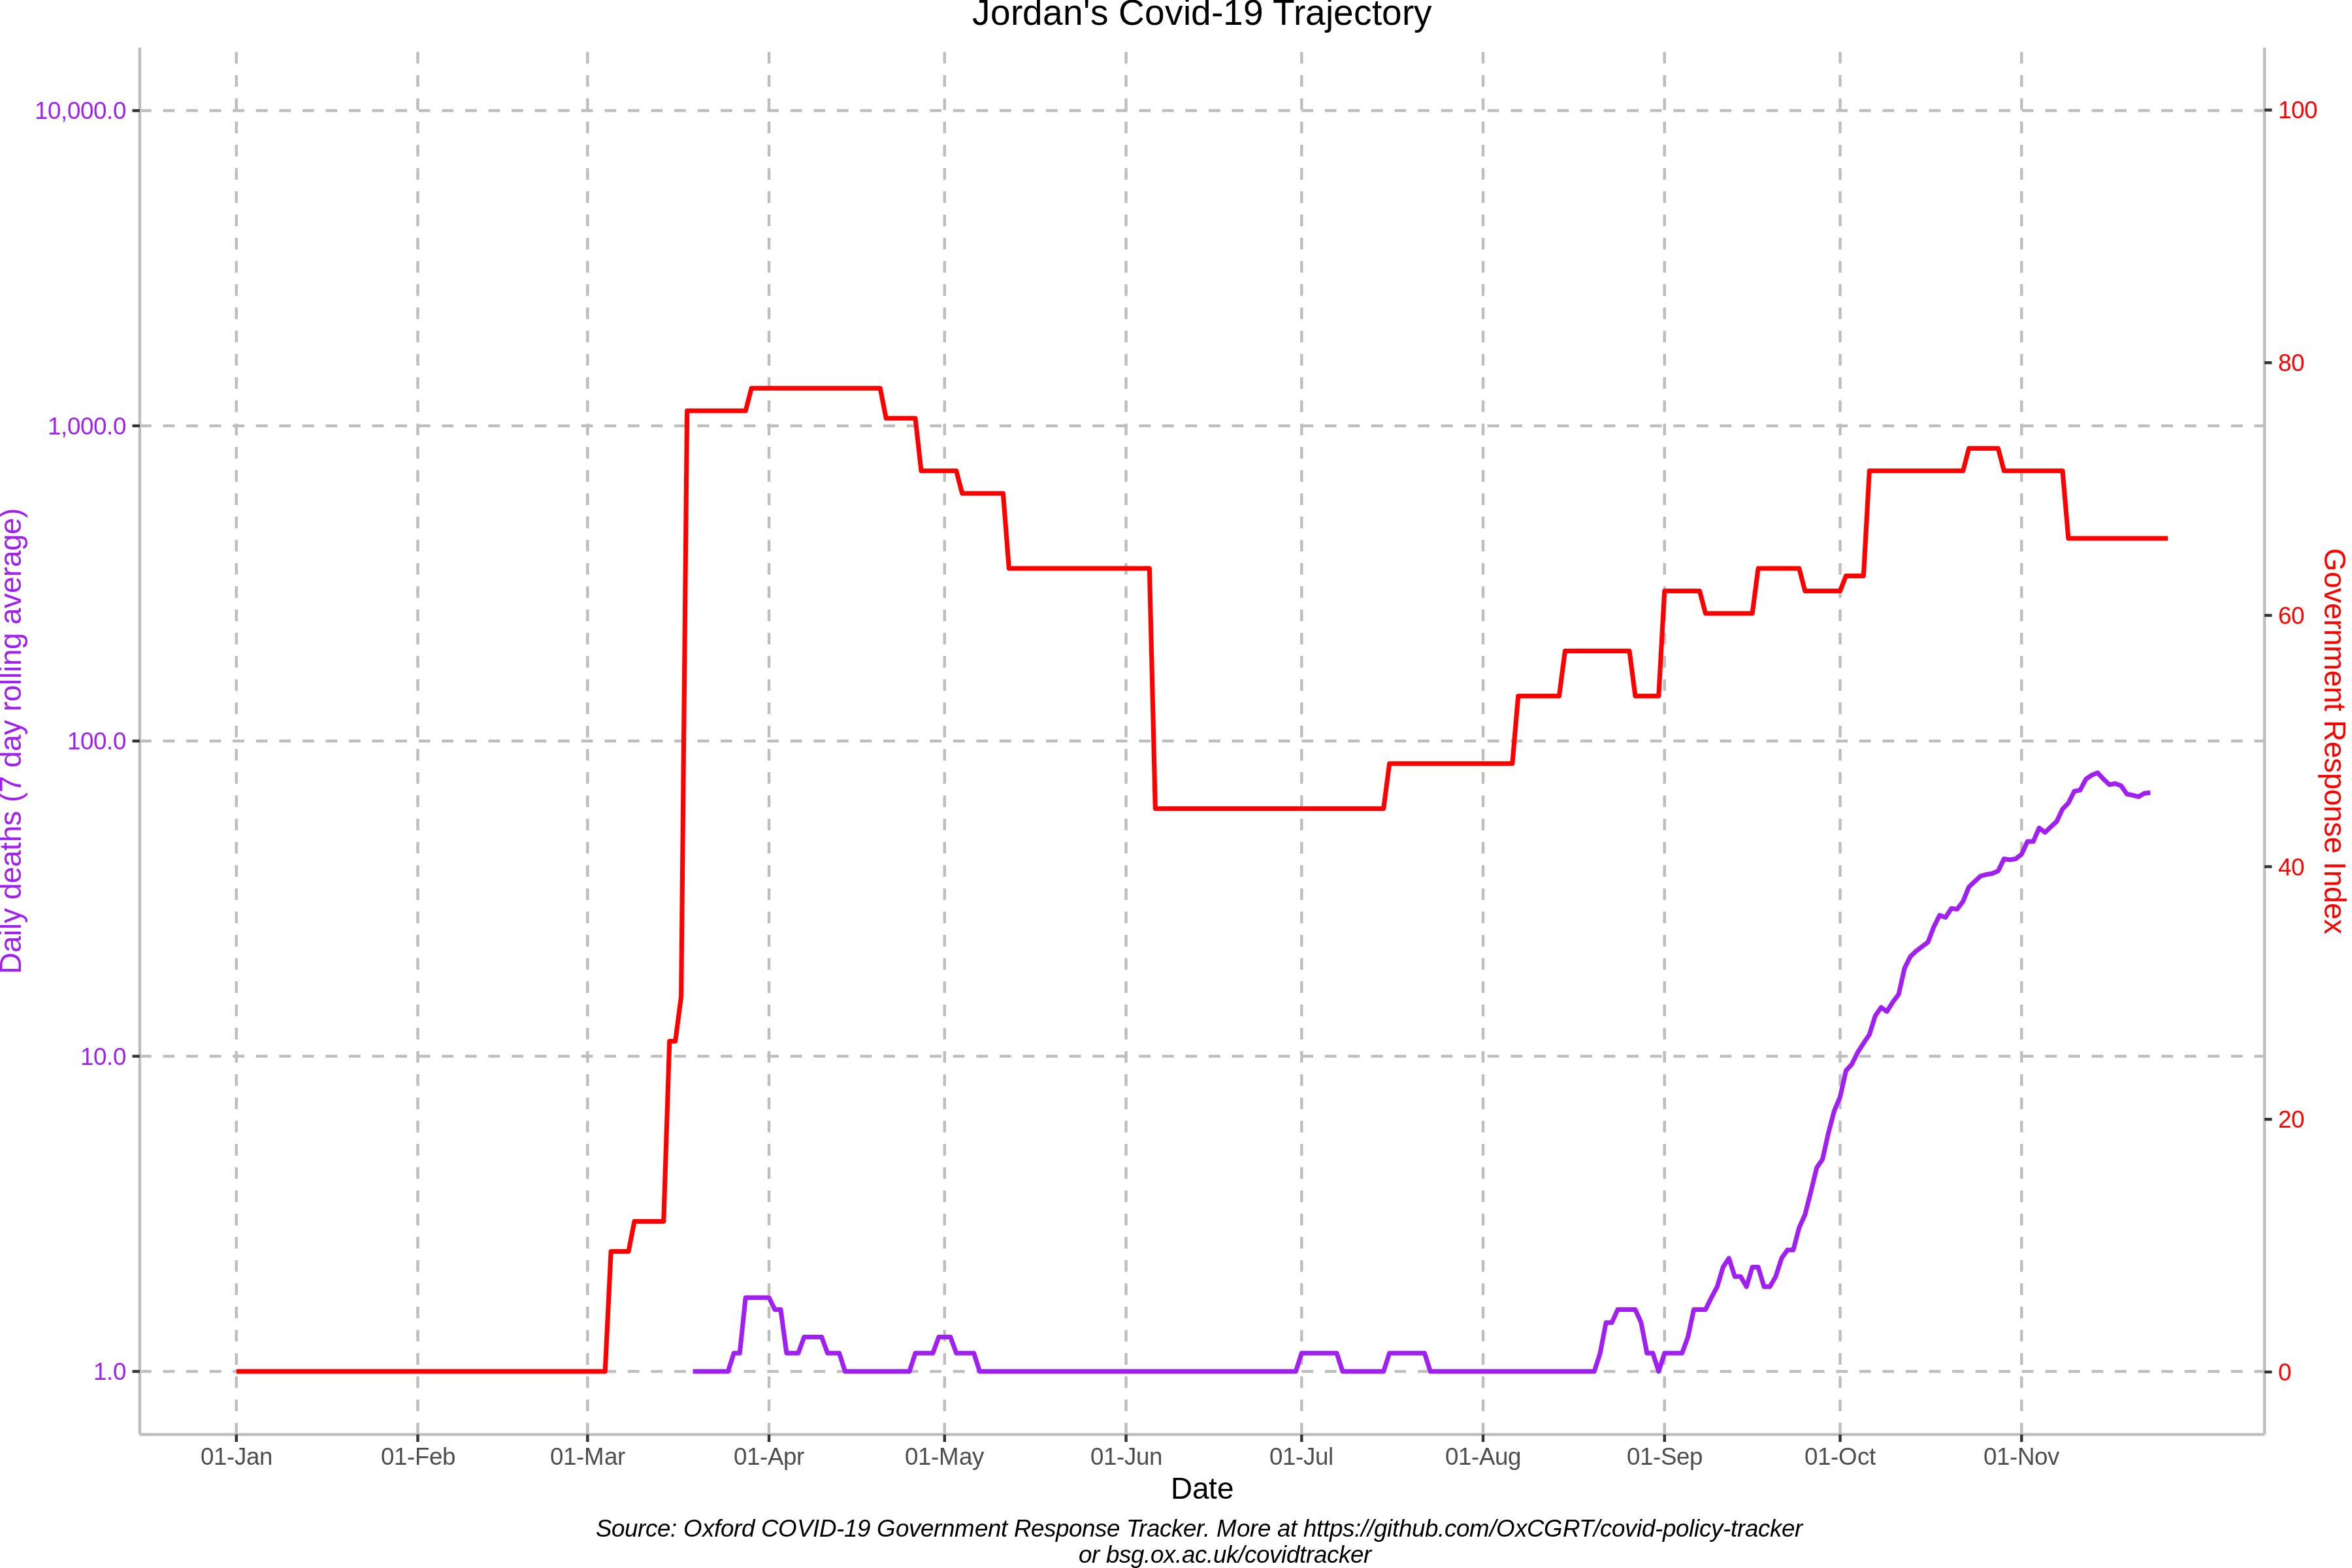 Jordan's Covid-19 Trajectory
Daily deaths (7 day rolling average)
10,000.0
1,000.0
100.0
10.0
1.0
100
80
60
40
20
0
Government Response Index
01-Jan 01-Feb 01-Mar 01-Apr 01-May 01-Jun 01-Jul 01-Aug 01-Sep 01-Oct 01-Nov
Date
Source: Oxford COVID-19 Government Response Tracker. More at https://github.com/OxCGRT/covid-policy-tracker
or bsg.ox.ac.uk/covidtracker